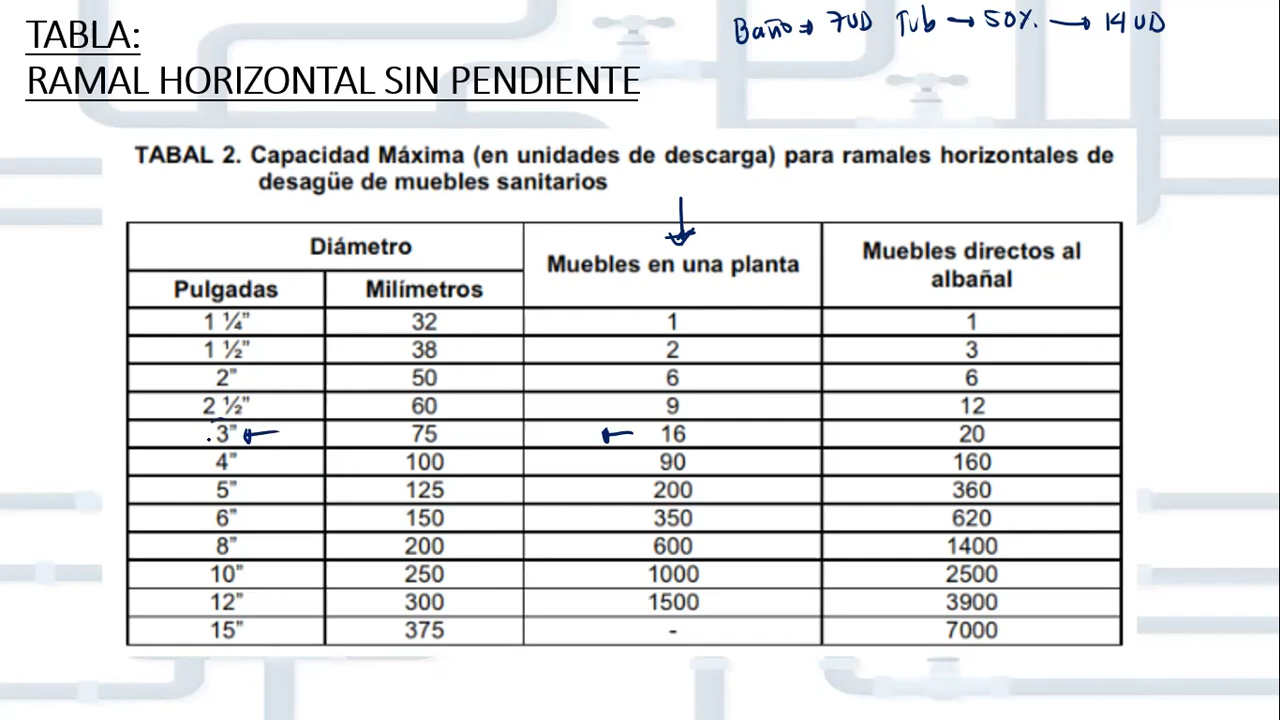 TABLA:
RAMAL HORIZONTAL SIN PENDIENTE
Baño → 7UD Tub → 50%. → 14 UD
TABAL 2. Capacidad Máxima (en unidades de descarga) para ramales horizontales de
desagüe de muebles sanitarios
Diámetro Muebles en una planta Muebles directos al
albañal
Pulgadas Milímetros
1 ¼” 32 1 1
1 ½” 38 2 3
2” 50 6 6
2 ½” 60 9 12
3” 75 16 20
4” 100 90 160
5” 125 200 360
6” 150 350 620
8” 200 600 1400
10” 250 1000 2500
12” 300 1500 3900
15” 375 - 7000